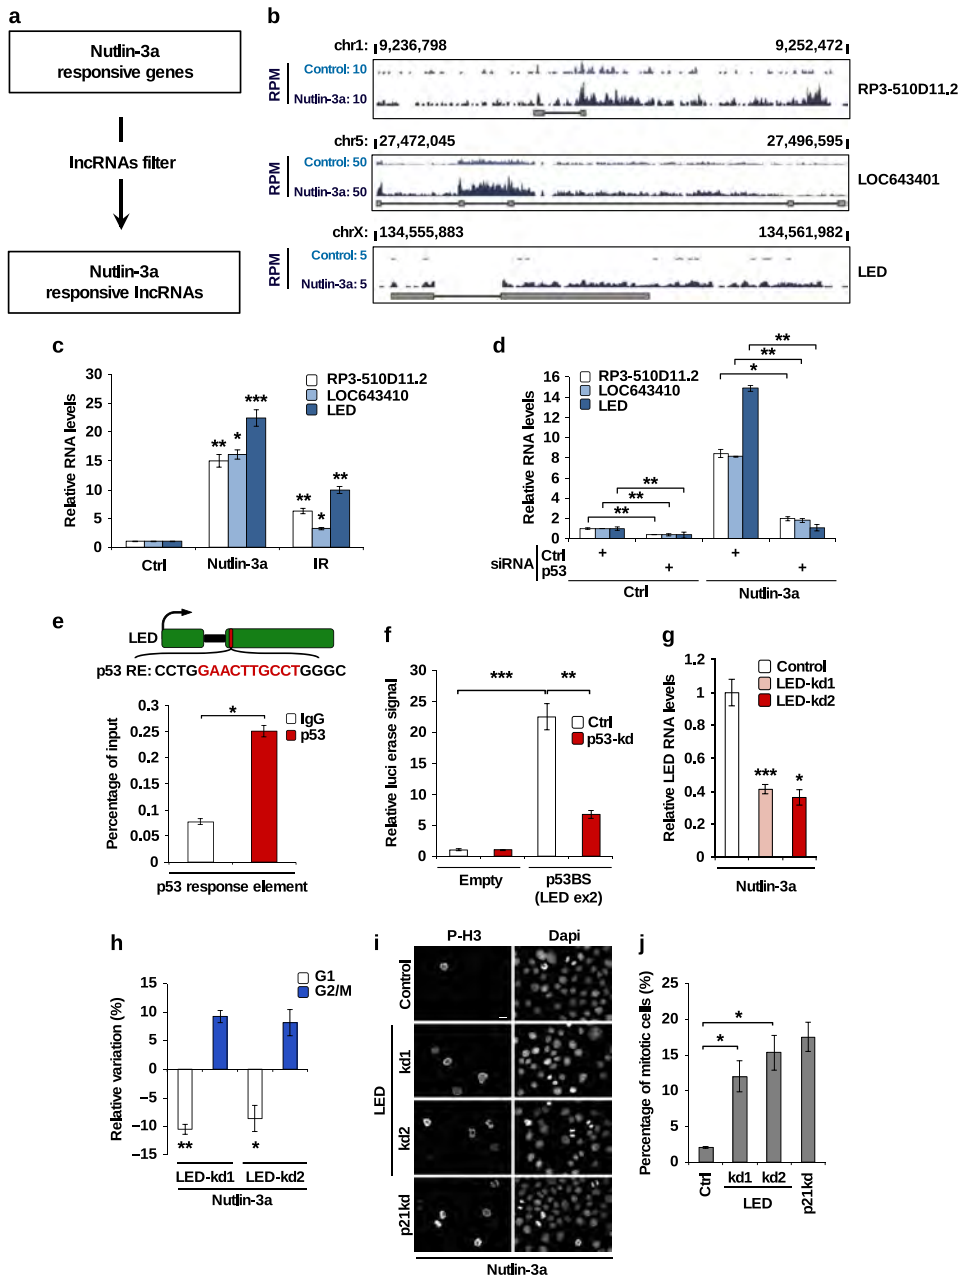 a
Nutlin-3a
responsive genes
lncRNAs filter
Nutlin-3a
responsive lncRNAs
b
chr1: 9,236,798 9,252,472
RPM
Control: 10
Nutlin-3a: 10
RP3-510D11.2
chr5: 27,472,045 27,496,595
RPM
Control: 50
Nutlin-3a: 50
LOC643401
chrX: 134,555,883 134,561,982
RPM
Control: 5
Nutlin-3a: 5
LED
c
Relative RNA levels
30
25
20
15
10
5
0
RP3-510D11.2
LOC643410
LED
** * ***
** * **
Ctrl Nutlin-3a IR
d
Relative RNA levels
16
14
12
10
8
6
4
2
0
RP3-510D11.2
LOC643410
LED
**
**
**
**
**
*
siRNA Ctrl + +
p53 + +
Ctrl Nutlin-3a
e
LED
p53 RE: CCTGGAACTTGCCTGGGC
Percentage of input
0.3
0.25
0.2
0.15
0.1
0.05
0
*
IgG
p53
p53 response element
f
Relative luci erase signal
30
25
20
15
10
5
0
*** **
Ctrl
p53-kd
Empty p53BS
(LED ex2)
g
Relative LED RNA levels
1.2
1
0.8
0.6
0.4
0.2
0
Control
LED-kd1
LED-kd2
*** *
Nutlin-3a
h
Relative variation (%)
15
10
5
0
−5
−10
−15
G1
G2/M
** *
LED-kd1 LED-kd2
Nutlin-3a
i
P-H3 Dapi
Control
LED
kd1
kd2
p21kd
Nutlin-3a
j
Percentage of mitotic cells (%)
25
20
15
10
5
0
*
*
Ctrl kd1 kd2 p21kd
LED